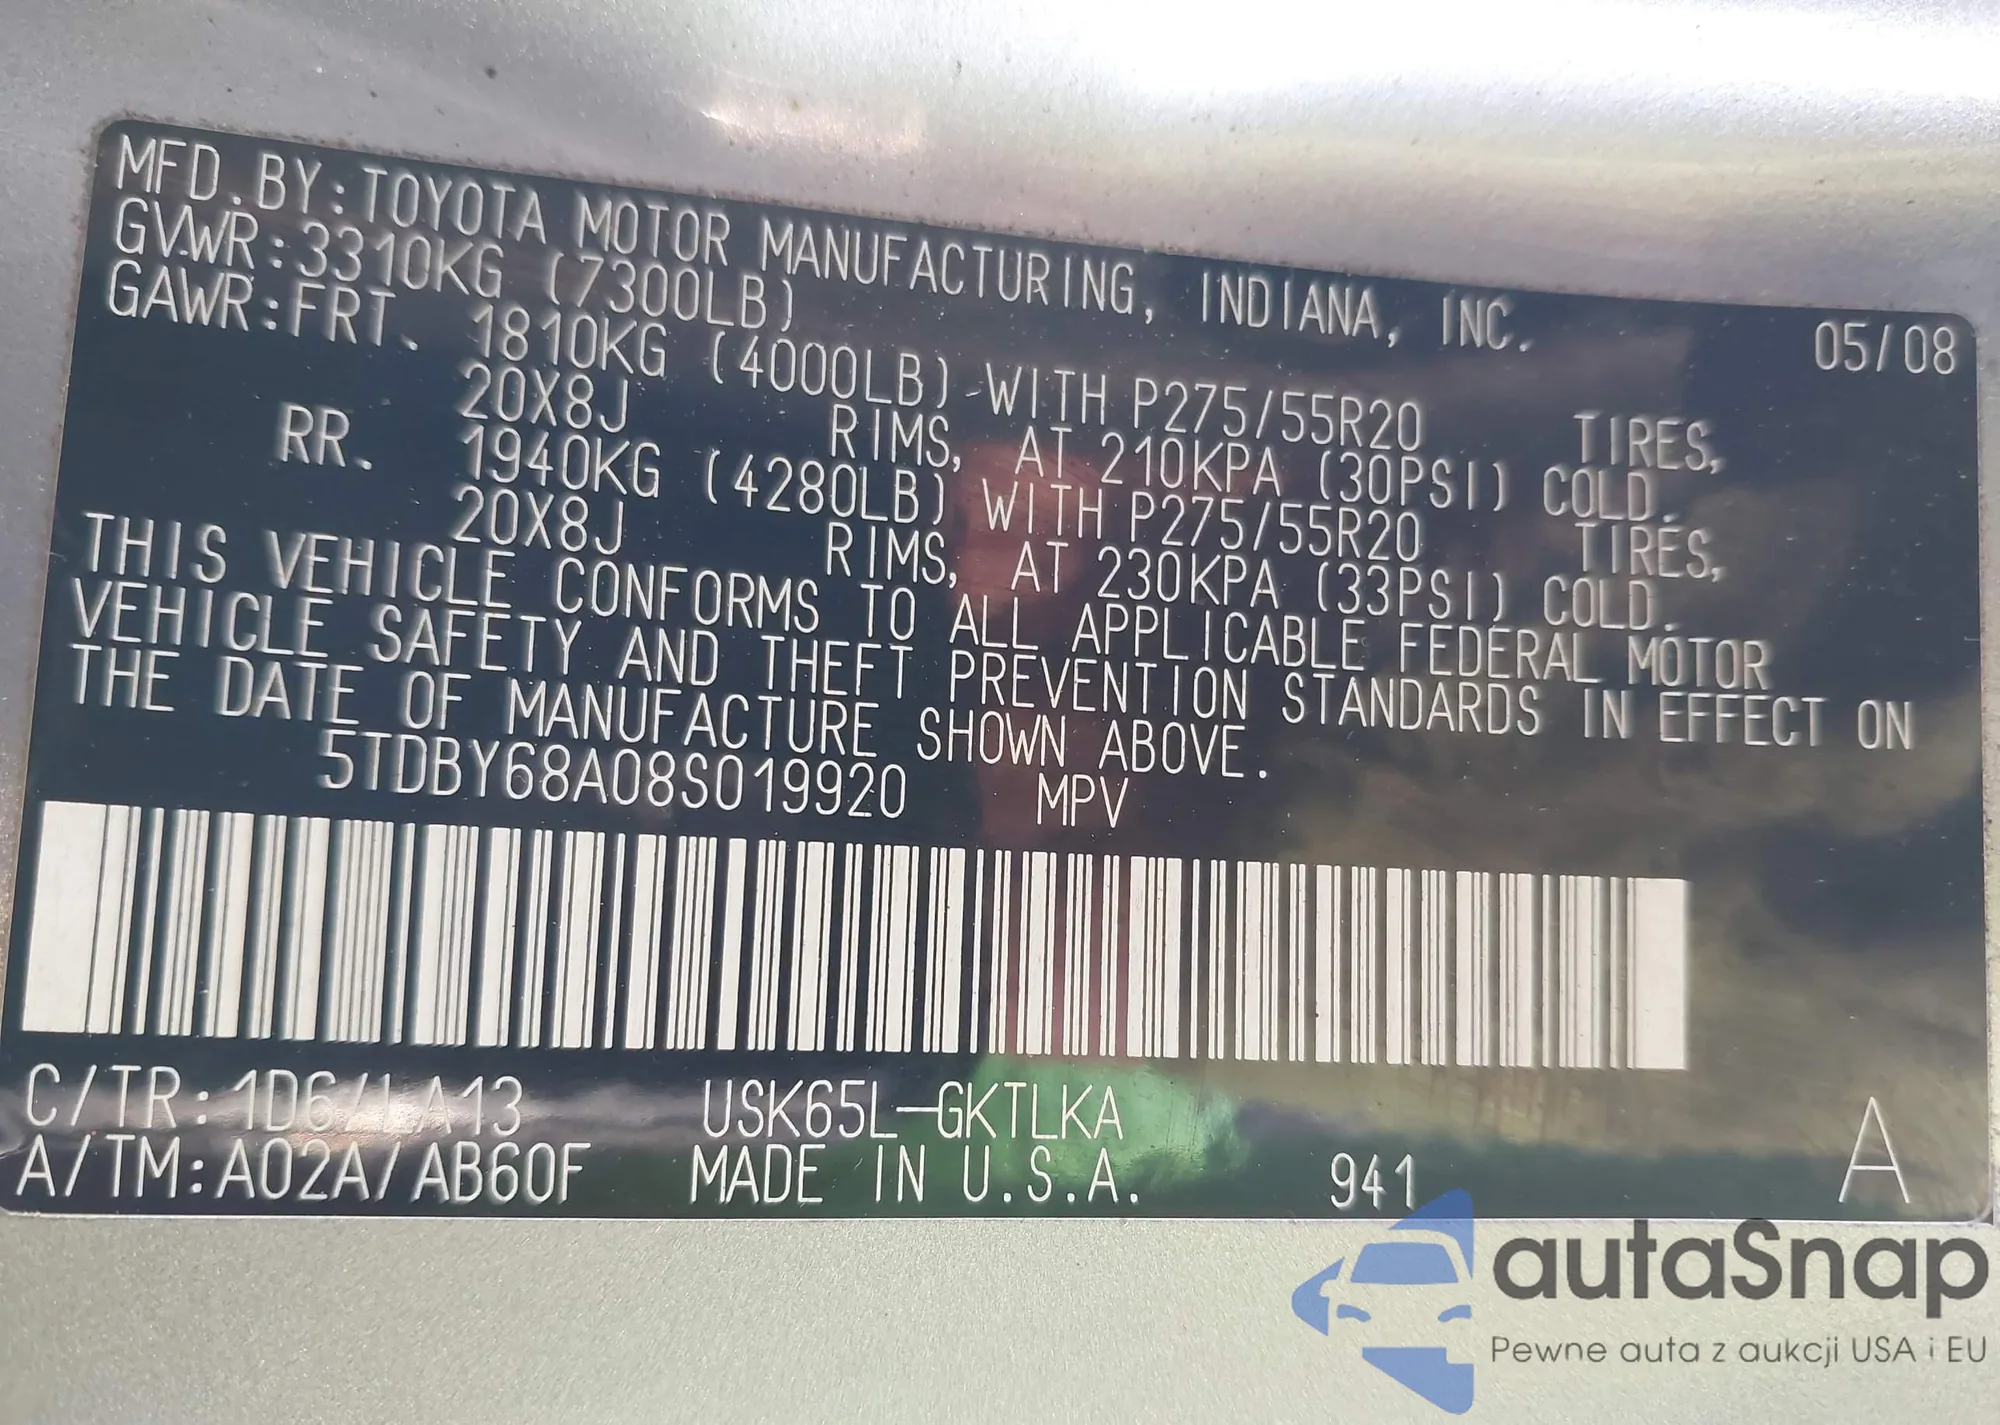 MFD. BY: TOYOTA MOTOR MANUFACTURING, INDIANA, INC. 05/08
GVWR: 3310KG (7300LB)
GAWR: FRT. 1810KG (4000LB) WITH P275/55R20 TIRES,
20X8J RIMS, AT 210KPA (30PSI) COLD.
RR. 1940KG (4280LB) WITH P275/55R20 TIRES,
20X8J RIMS, AT 230KPA (33PSI) COLD.
THIS VEHICLE CONFORMS TO ALL APPLICABLE FEDERAL MOTOR
VEHICLE SAFETY AND THEFT PREVENTION STANDARDS IN EFFECT ON
THE DATE OF MANUFACTURE SHOWN ABOVE.
5TDBY68A08S019920 MPV
C/TR: 1D6/LA13 USK65L-GKTLKA
A/TM: A02A/AB60F MADE IN U.S.A. 941 A
autaSnap
Pewne auta z aukcji USA i EU